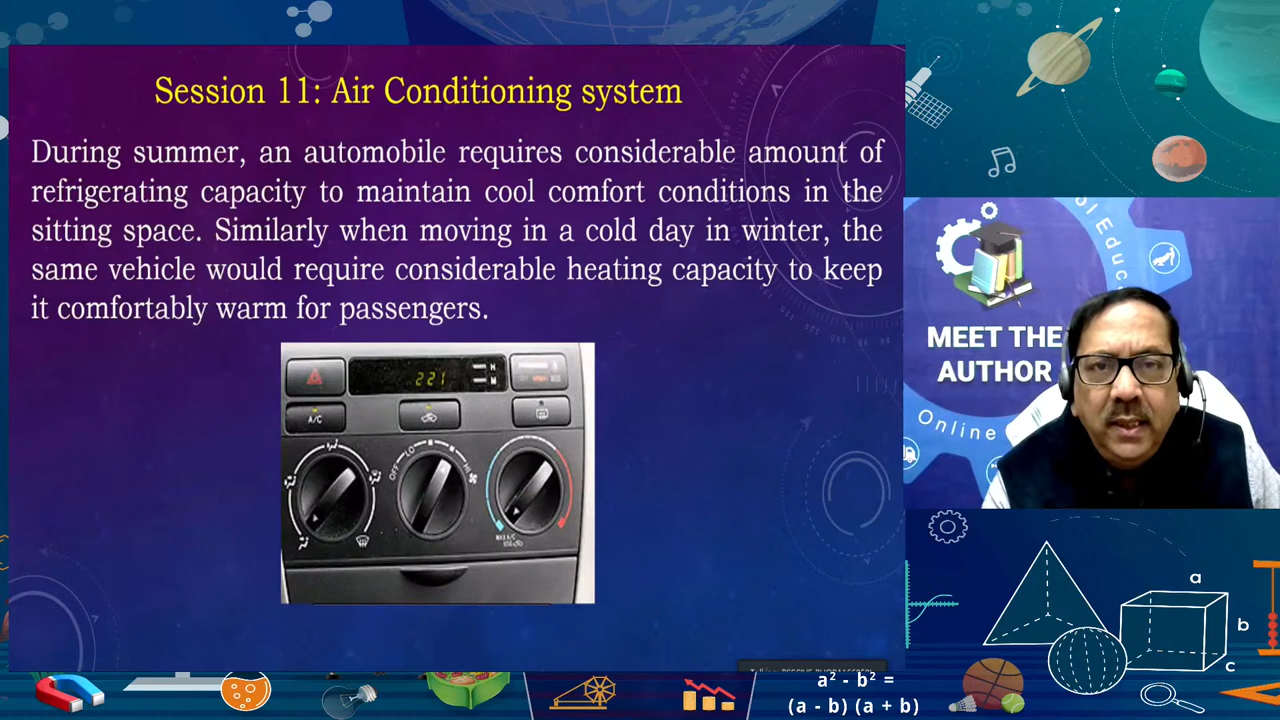 Session 11: Air Conditioning system
During summer, an automobile requires considerable amount of
refrigerating capacity to maintain cool comfort conditions in the
sitting space. Similarly when moving in a cold day in winter, the
same vehicle would require considerable heating capacity to keep
it comfortably warm for passengers.
221
H
M
A/C
OFF
LO
HI
MAX A/C
MEET THE
AUTHOR
Online
a
b
c
a² - b² =
(a - b) (a + b)